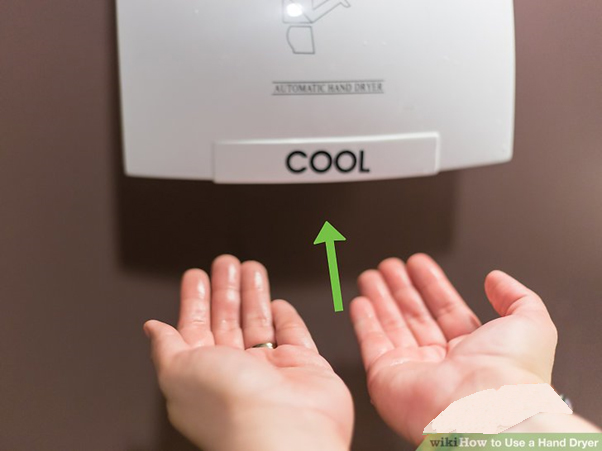 AUTOMATIC HAND DRYER
COOL
wikiHow to Use a Hand Dryer